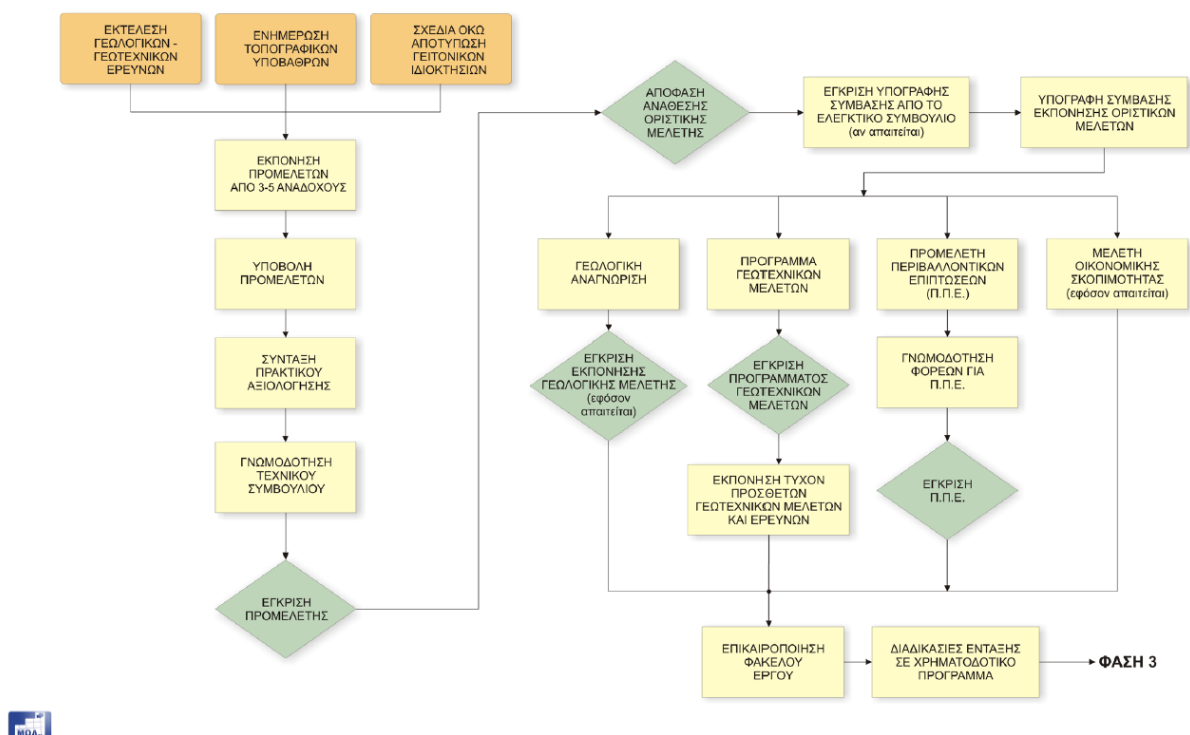 ΕΚΤΕΛΕΣΗ
ΓΕΩΛΟΓΙΚΩΝ -
ΓΕΩΤΕΧΝΙΚΩΝ
ΕΡΕΥΝΩΝ
ΕΝΗΜΕΡΩΣΗ
ΤΟΠΟΓΡΑΦΙΚΩΝ
ΥΠΟΒΑΘΡΩΝ
ΣΧΕΔΙΑ ΟΚΩ
ΑΠΟΤΥΠΩΣΗ
ΓΕΙΤΟΝΙΚΩΝ
ΙΔΙΟΚΤΗΣΙΩΝ
ΕΚΠΟΝΗΣΗ
ΠΡΟΜΕΛΕΤΩΝ
ΑΠΟ 3-5 ΑΝΑΔΟΧΟΥΣ
ΥΠΟΒΟΛΗ
ΠΡΟΜΕΛΕΤΩΝ
ΣΥΝΤΑΞΗ
ΠΡΑΚΤΙΚΟΥ
ΑΞΙΟΛΟΓΗΣΗΣ
ΓΝΩΜΟΔΟΤΗΣΗ
ΤΕΧΝΙΚΟΥ
ΣΥΜΒΟΥΛΙΟΥ
ΕΓΚΡΙΣΗ
ΠΡΟΜΕΛΕΤΗΣ
ΑΠΟΦΑΣΗ
ΑΝΑΘΕΣΗΣ
ΟΡΙΣΤΙΚΗΣ
ΜΕΛΕΤΗΣ
ΕΓΚΡΙΣΗ ΥΠΟΓΡΑΦΗΣ
ΣΥΜΒΑΣΗΣ ΑΠΟ ΤΟ
ΕΛΕΓΚΤΙΚΟ ΣΥΜΒΟΥΛΙΟ
(αν απαιτείται)
ΥΠΟΓΡΑΦΗ ΣΥΜΒΑΣΗΣ
ΕΚΠΟΝΗΣΗΣ ΟΡΙΣΤΙΚΩΝ
ΜΕΛΕΤΩΝ
ΓΕΩΛΟΓΙΚΗ
ΑΝΑΓΝΩΡΙΣΗ
ΠΡΟΓΡΑΜΜΑ
ΓΕΩΤΕΧΝΙΚΩΝ
ΜΕΛΕΤΩΝ
ΠΡΟΜΕΛΕΤΗ
ΠΕΡΙΒΑΛΛΟΝΤΙΚΩΝ
ΕΠΙΠΤΩΣΕΩΝ
(Π.Π.Ε.)
ΜΕΛΕΤΗ
ΟΙΚΟΝΟΜΙΚΗΣ
ΣΚΟΠΙΜΟΤΗΤΑΣ
(εφόσον απαιτείται)
ΕΓΚΡΙΣΗ
ΕΚΠΟΝΗΣΗΣ
ΓΕΩΛΟΓΙΚΗΣ ΜΕΛΕΤΗΣ
(εφόσον
απαιτείται)
ΕΓΚΡΙΣΗ
ΠΡΟΓΡΑΜΜΑΤΟΣ
ΓΕΩΤΕΧΝΙΚΩΝ
ΜΕΛΕΤΩΝ
ΓΝΩΜΟΔΟΤΗΣΗ
ΦΟΡΕΩΝ ΓΙΑ
Π.Π.Ε.
ΕΚΠΟΝΗΣΗ ΤΥΧΟΝ
ΠΡΟΣΘΕΤΩΝ
ΓΕΩΤΕΧΝΙΚΩΝ ΜΕΛΕΤΩΝ
ΚΑΙ ΕΡΕΥΝΩΝ
ΕΓΚΡΙΣΗ
Π.Π.Ε.
ΕΠΙΚΑΙΡΟΠΟΙΗΣΗ
ΦΑΚΕΛΟΥ
ΕΡΓΟΥ
ΔΙΑΔΙΚΑΣΙΕΣ ΕΝΤΑΞΗΣ
ΣΕ ΧΡΗΜΑΤΟΔΟΤΙΚΟ
ΠΡΟΓΡΑΜΜΑ
ΦΑΣΗ 3
ΜΟΔ